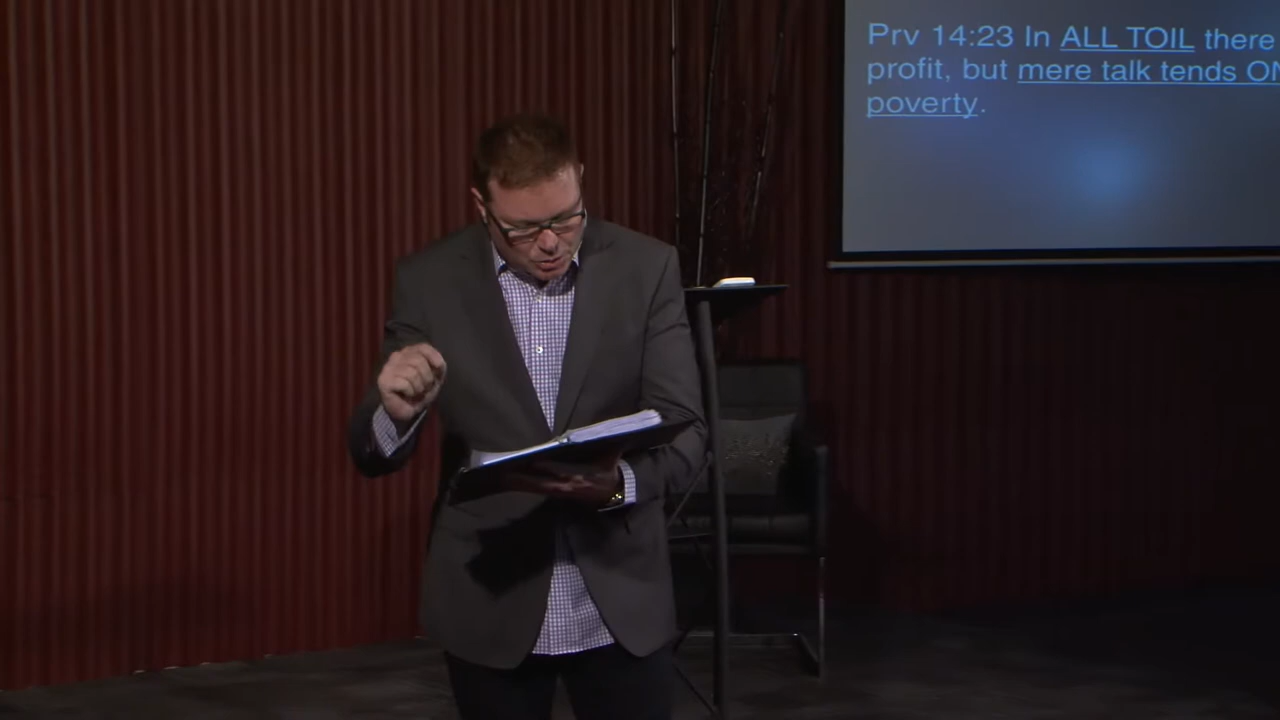 Prv 14:23 In ALL TOIL there
profit, but mere talk tends
poverty.